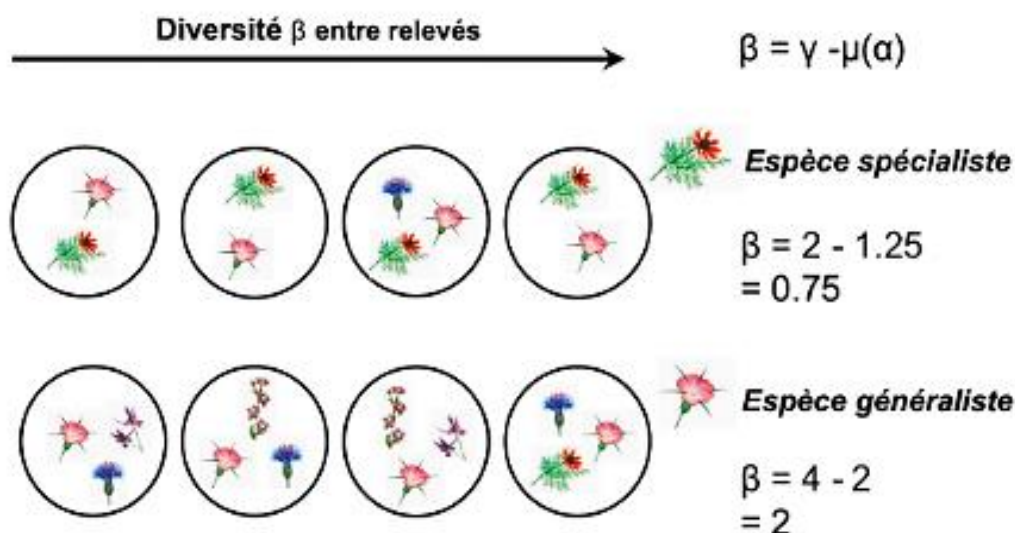 Diversité β entre relevés
β = γ -μ(α)
Espèce spécialiste
β = 2 - 1.25
= 0.75
Espèce généraliste
β = 4 - 2
= 2